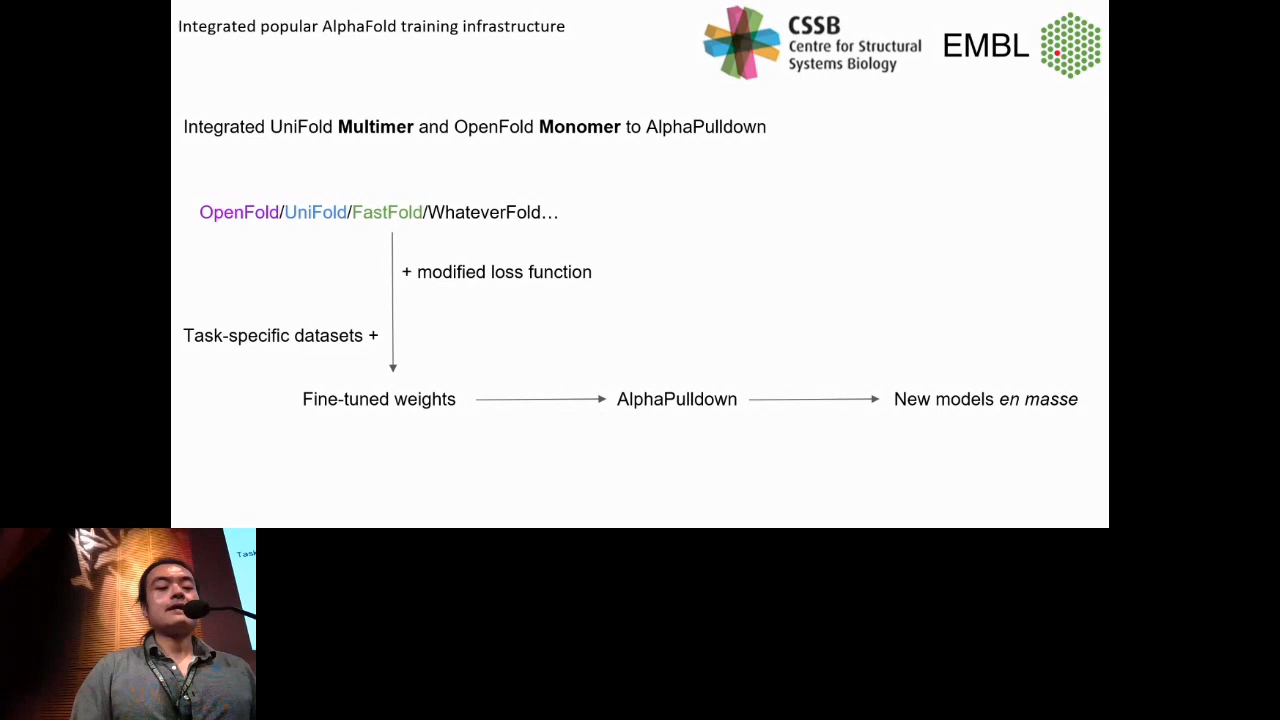 Integrated popular AlphaFold training infrastructure
CSSB
Centre for Structural
Systems Biology
EMBL
Integrated UniFold Multimer and OpenFold Monomer to AlphaPulldown
OpenFold/UniFold/FastFold/WhateverFold…
+ modified loss function
Task-specific datasets +
Fine-tuned weights
AlphaPulldown
New models en masse
Task